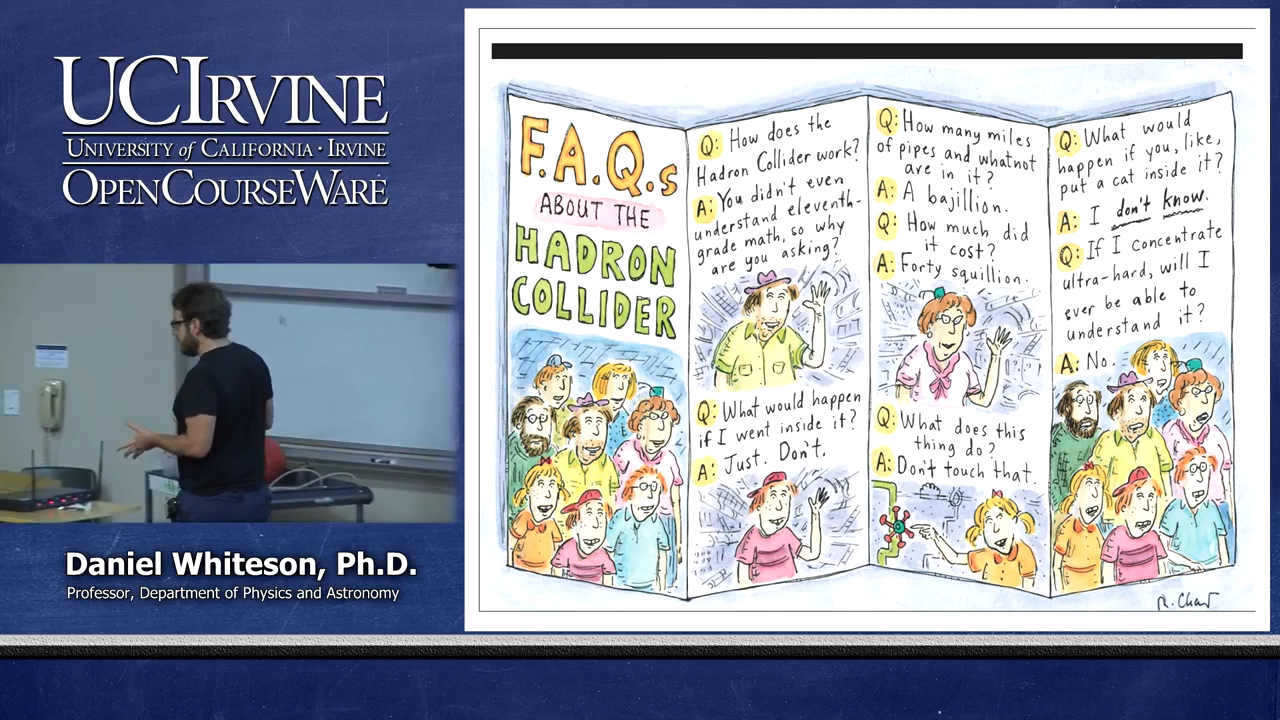 UCIRVINE
UNIVERSITY of CALIFORNIA · IRVINE
OPENCOURSEWARE
Daniel Whiteson, Ph.D.
Professor, Department of Physics and Astronomy
F.A.Q.s
ABOUT THE
HADRON
COLLIDER
Q: How does the
Hadron Collider work?
A: You didn't even
understand eleventh-
grade math, so why
are you asking?
Q: What would happen
if I went inside it?
A: Just. Don't.
Q: How many miles
of pipes and whatnot
are in it?
A: A bajillion.
Q: How much did
it cost?
A: Forty squillion.
Q: What does this
thing do?
A: Don't touch that.
Q: What would
happen if you, like,
put a cat inside it?
A: I don't know.
Q: If I concentrate
ultra-hard, will I
ever be able to
understand it?
A: No.
R. Chast